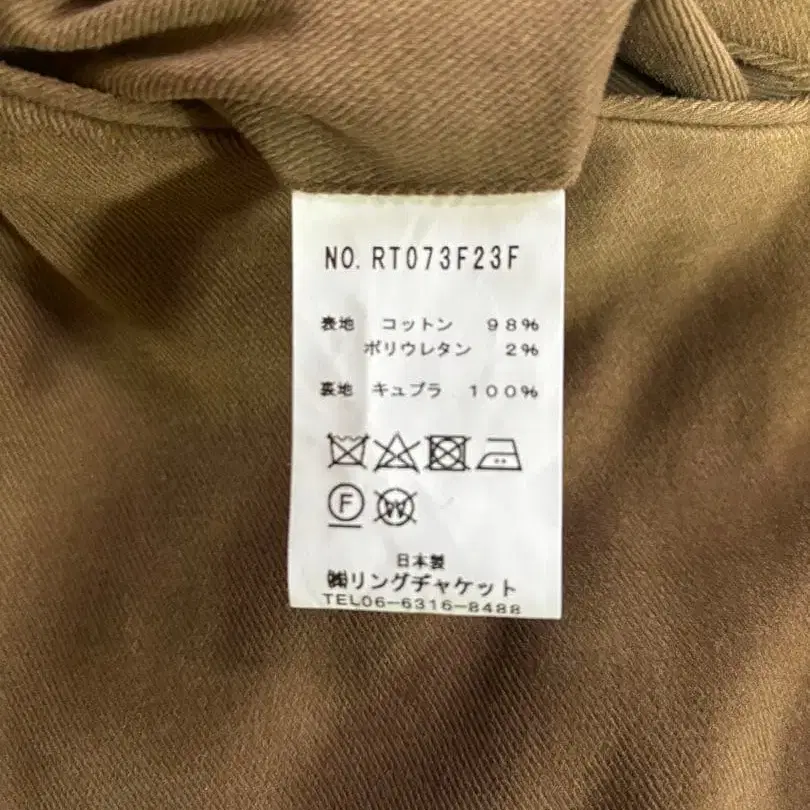 NO. RT073F23F
表地 コットン 98%
ポリウレタン 2%
裏地 キュプラ 100%
F W
日本製
㈱リングヂャケット
TEL06-6316-8488